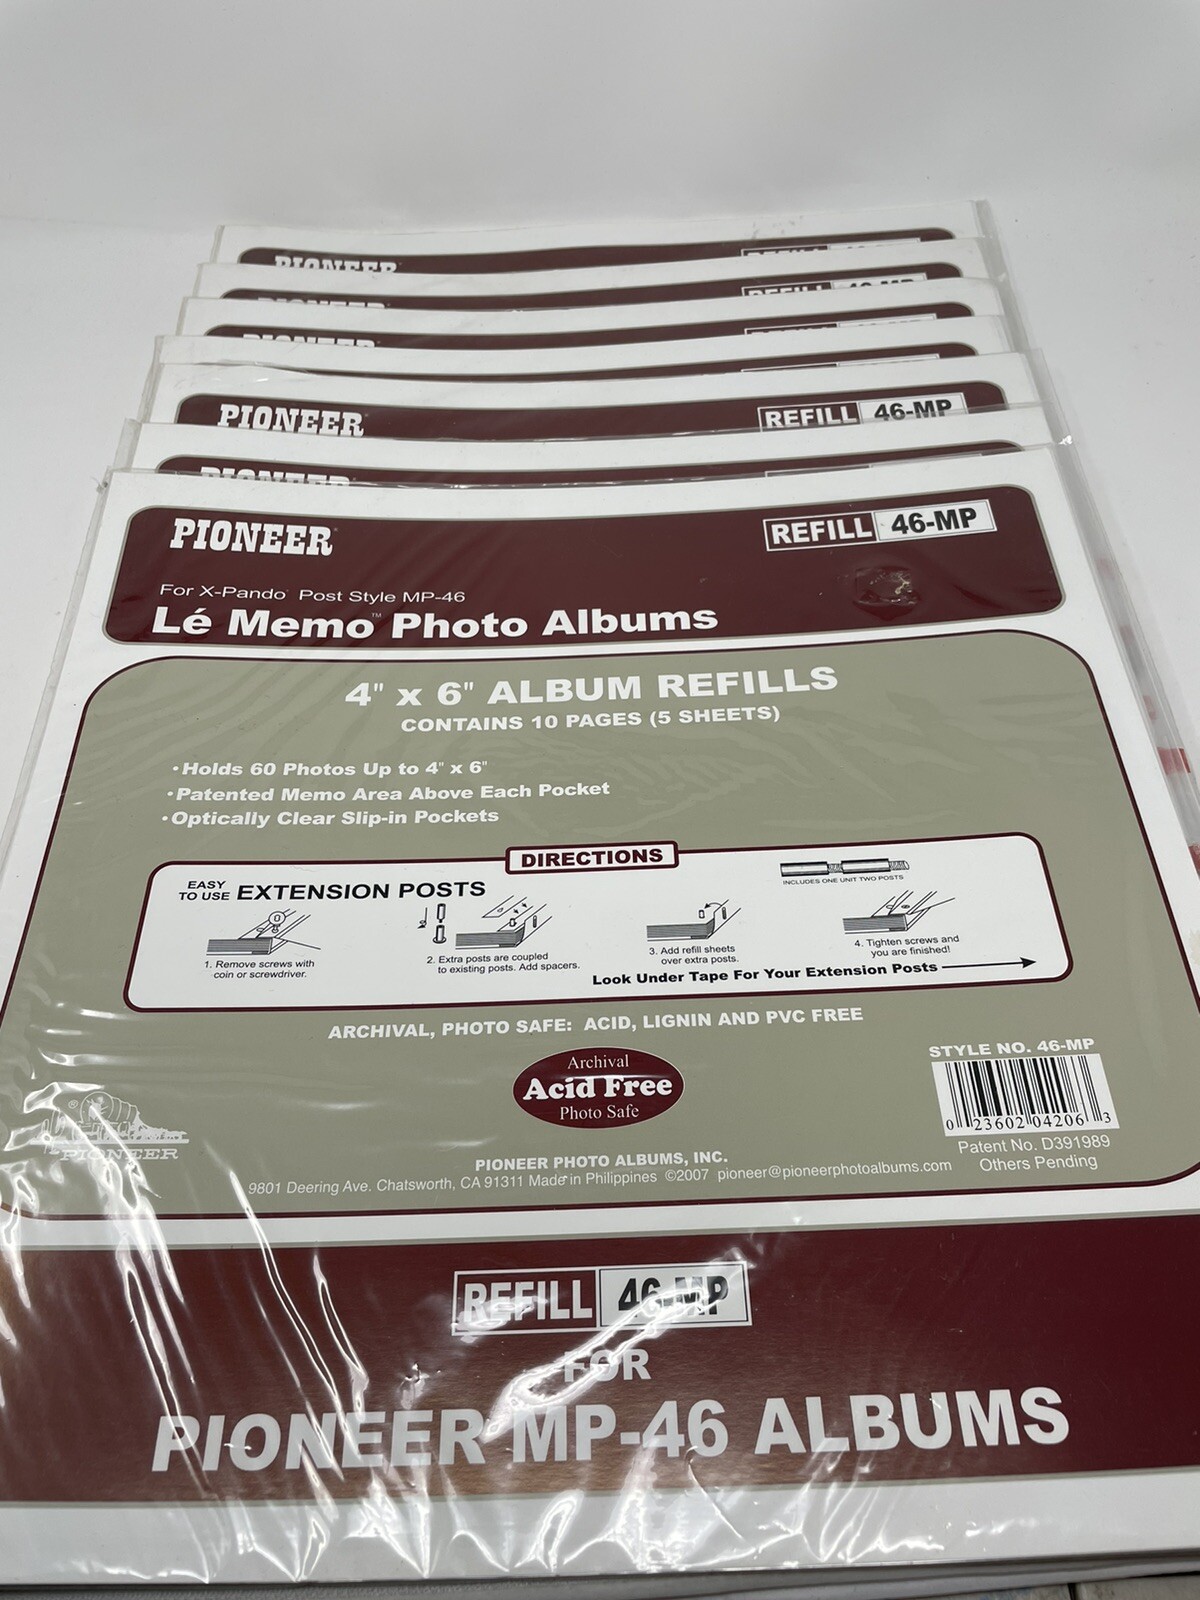 PIONEER
REFILL 46-MP
PIONEER
REFILL 46-MP
For X-Pando® Post Style MP-46
Lé Memo™ Photo Albums
4" x 6" ALBUM REFILLS
CONTAINS 10 PAGES (5 SHEETS)
•Holds 60 Photos Up to 4" x 6"
•Patented Memo Area Above Each Pocket
•Optically Clear Slip-in Pockets
DIRECTIONS
EASY
TO USE EXTENSION POSTS
INCLUDES ONE UNIT TWO POSTS
1. Remove screws with
coin or screwdriver.
2. Extra posts are coupled
to existing posts. Add spacers.
3. Add refill sheets
over extra posts.
4. Tighten screws and
you are finished!
Look Under Tape For Your Extension Posts
ARCHIVAL, PHOTO SAFE: ACID, LIGNIN AND PVC FREE
Archival
Acid Free
Photo Safe
STYLE NO. 46-MP
0 23602 04206 3
Patent No. D391989
Others Pending
® PIONEER
PIONEER PHOTO ALBUMS, INC.
9801 Deering Ave. Chatsworth, CA 91311 Made in Philippines ©2007 pioneer@pioneerphotoalbums.com
REFILL 46-MP
FOR
PIONEER MP-46 ALBUMS